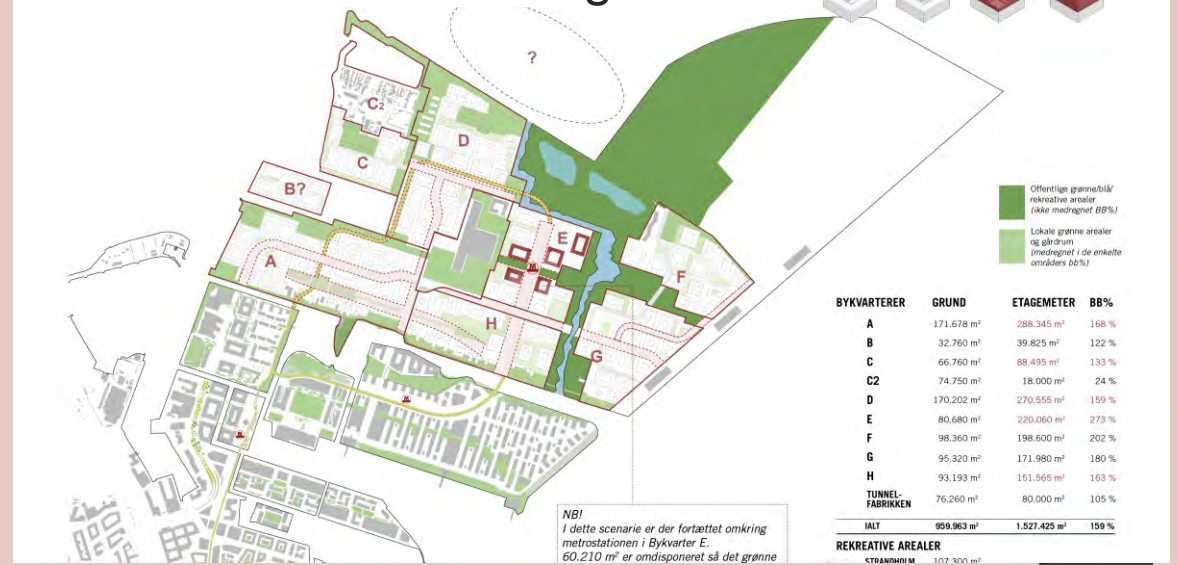 ?
C2
D
C
B?
E
A
F
H
G
Offentlige grønne/blå/
rekreative arealer
(ikke medregnet BB%)
Lokale grønne arealer
og gårdrum
(medregnet i de enkelte
områders bb%)
BYKVARTERER GRUND ETAGEMETER BB%
A 171.678 m² 288.345 m² 168 %
B 32.760 m² 39.825 m² 122 %
C 66.760 m² 88.495 m² 133 %
C2 74.750 m² 18.000 m² 24 %
D 170.202 m² 270.555 m² 159 %
E 80.680 m² 220.060 m² 273 %
F 98.360 m² 198.600 m² 202 %
G 95.320 m² 171.980 m² 180 %
H 93.193 m² 151.565 m² 163 %
TUNNEL-
FABRIKKEN 76.260 m² 80.000 m² 105 %
IALT 959.963 m² 1.527.425 m² 159 %
REKREATIVE AREALER
STRANDHOLM 107.300 m²
NB!
I dette scenarie er der fortættet omkring
metrostationen i Bykvarter E.
60.210 m² er omdisponeret så det grønne